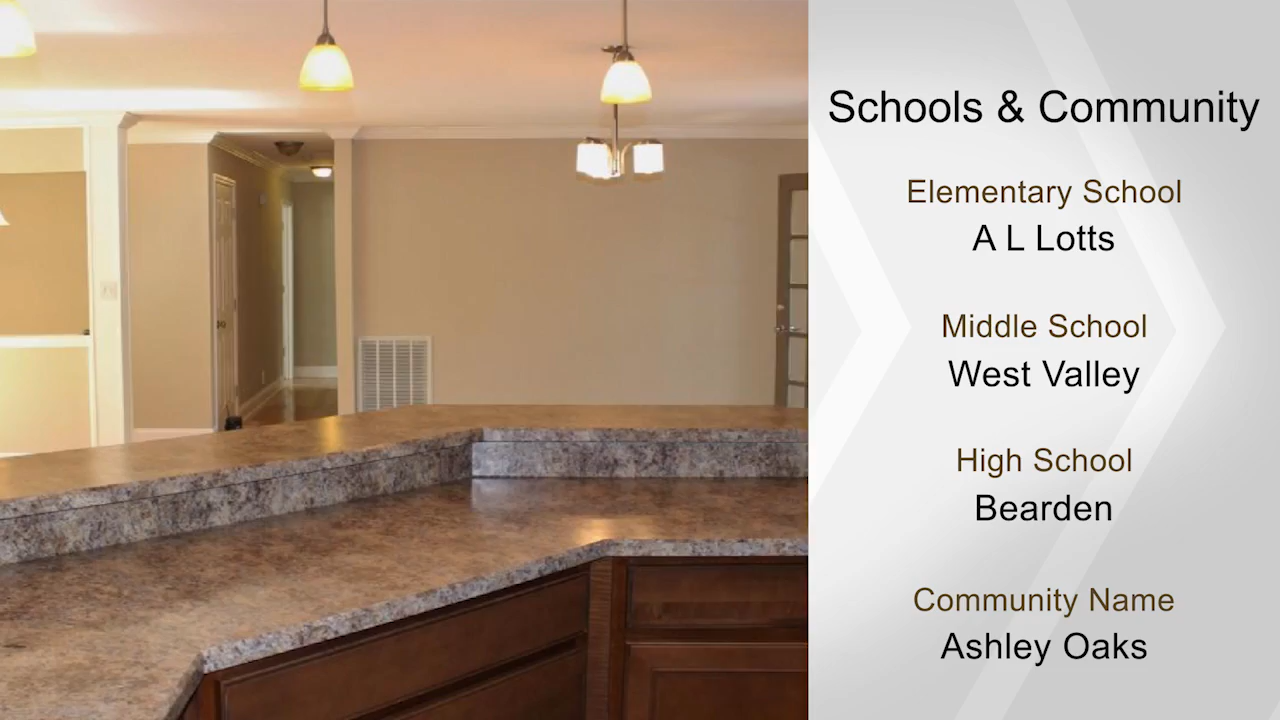 Schools & Community
Elementary School
A L Lotts
Middle School
West Valley
High School
Bearden
Community Name
Ashley Oaks